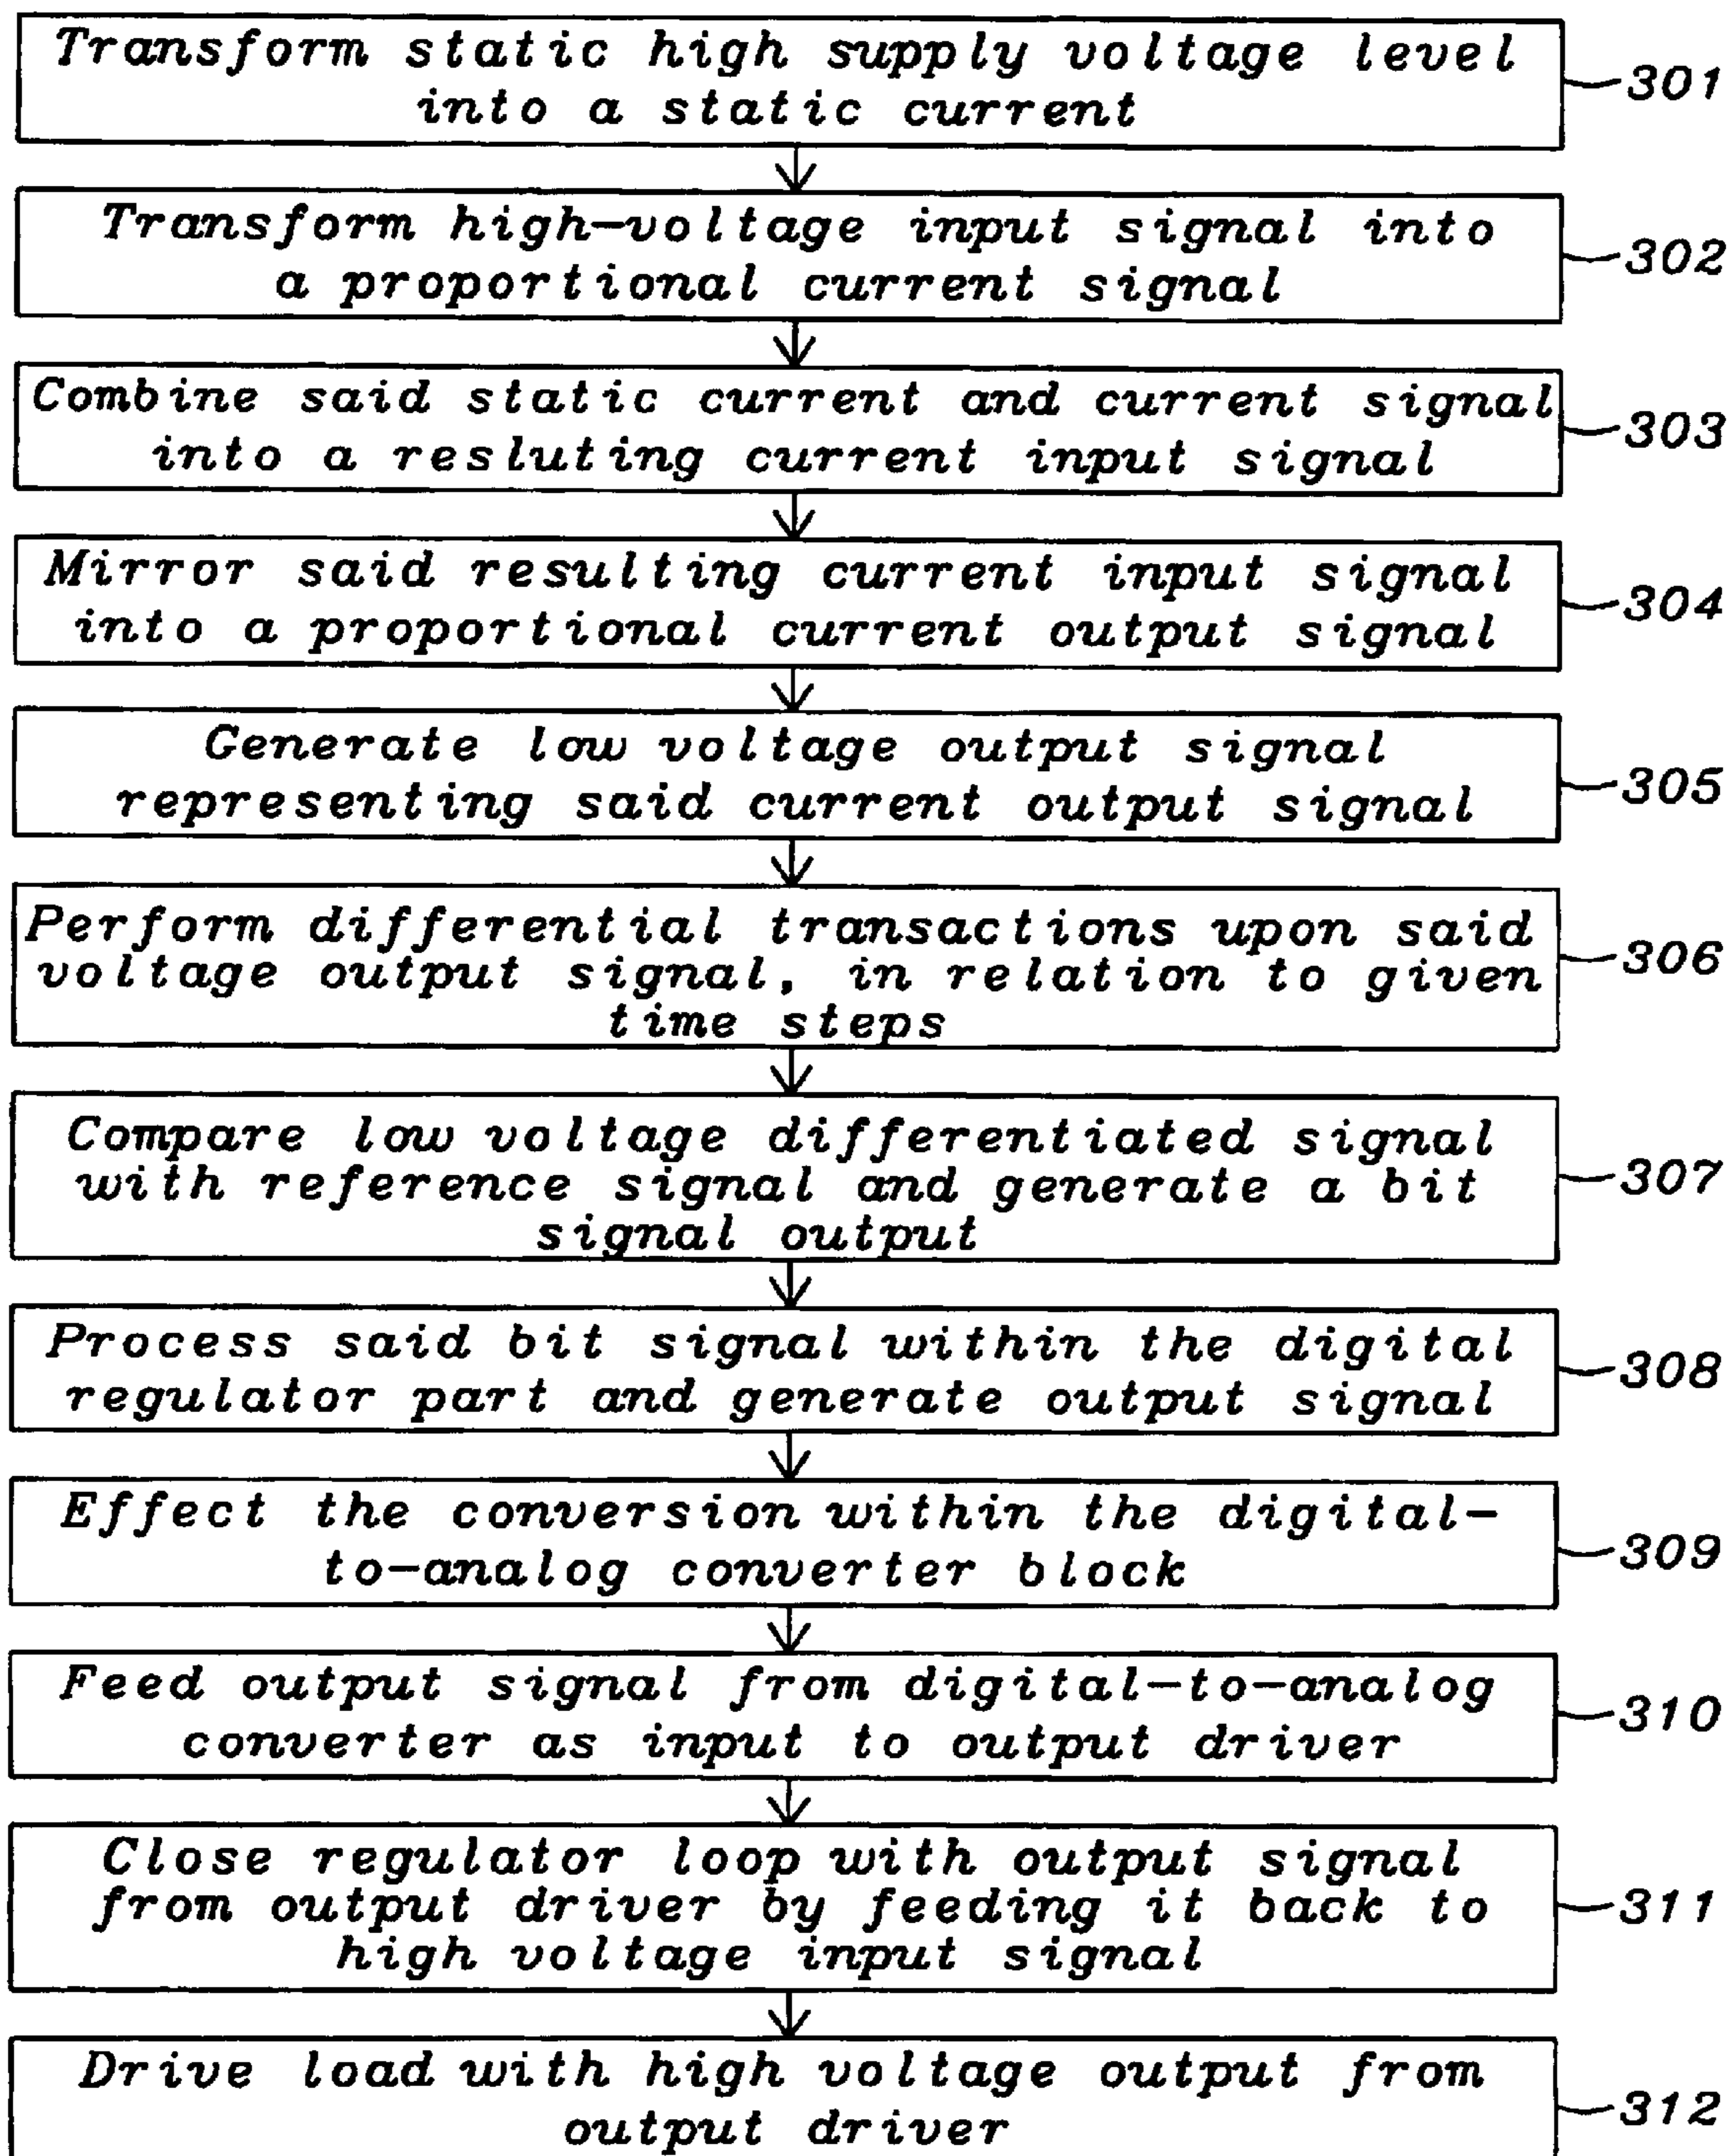 Transform static high supply voltage level
into a static current
301
Transform high-voltage input signal into
a proportional current signal
302
Combine said static current and current signal
into a resluting current input signal
303
Mirror said resulting current input signal
into a proportional current output signal
304
Generate low voltage output signal
representing said current output signal
305
Perform differential transactions upon said
voltage output signal, in relation to given
time steps
306
Compare low voltage differentiated signal
with reference signal and generate a bit
signal output
307
Process said bit signal within the digital
regulator part and generate output signal
308
Effect the conversion within the digital-
to-analog converter block
309
Feed output signal from digital-to-analog
converter as input to output driver
310
Close regulator loop with output signal
from output driver by feeding it back to
high voltage input signal
311
Drive load with high voltage output from
output driver
312